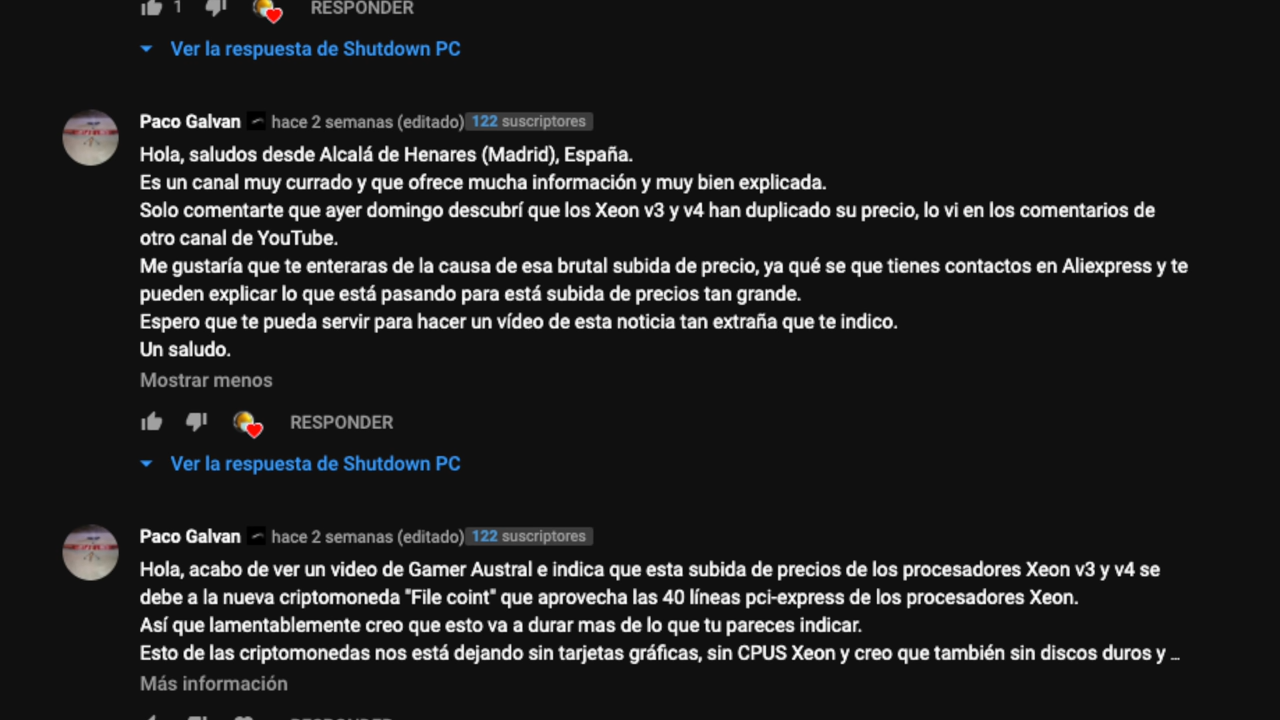 1 RESPONDER
Ver la respuesta de Shutdown PC
Paco Galvan hace 2 semanas (editado) 122 suscriptores
Hola, saludos desde Alcalá de Henares (Madrid), España.
Es un canal muy currado y que ofrece mucha información y muy bien explicada.
Solo comentarte que ayer domingo descubrí que los Xeon v3 y v4 han duplicado su precio, lo vi en los comentarios de
otro canal de YouTube.
Me gustaría que te enteraras de la causa de esa brutal subida de precio, ya qué se que tienes contactos en Aliexpress y te
pueden explicar lo que está pasando para está subida de precios tan grande.
Espero que te pueda servir para hacer un vídeo de esta noticia tan extraña que te indico.
Un saludo.
Mostrar menos
RESPONDER
Ver la respuesta de Shutdown PC
Paco Galvan hace 2 semanas (editado) 122 suscriptores
Hola, acabo de ver un video de Gamer Austral e indica que esta subida de precios de los procesadores Xeon v3 y v4 se
debe a la nueva criptomoneda "File coint" que aprovecha las 40 líneas pci-express de los procesadores Xeon.
Así que lamentablemente creo que esto va a durar mas de lo que tu pareces indicar.
Esto de las criptomonedas nos está dejando sin tarjetas gráficas, sin CPUS Xeon y creo que también sin discos duros y ...
Más información